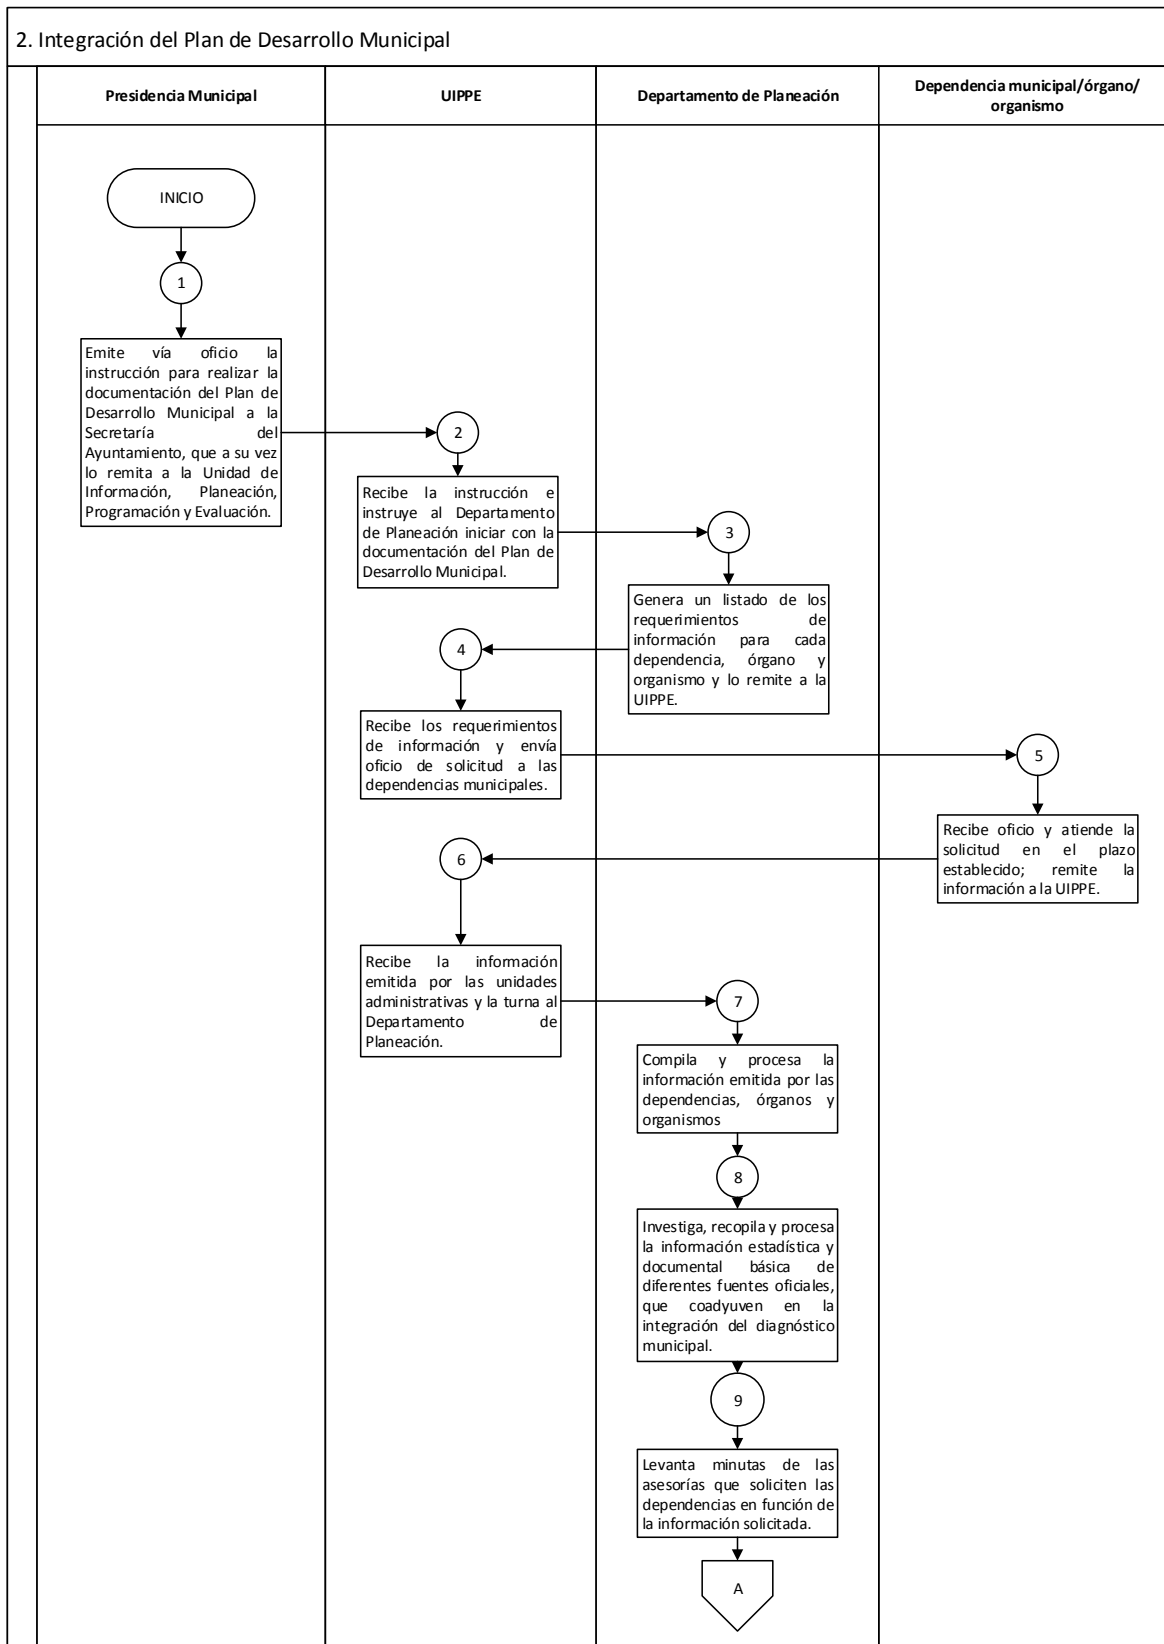 2. Integración del Plan de Desarrollo Municipal
Presidencia Municipal
UIPPE
Departamento de Planeación
Dependencia municipal/órgano/
organismo
INICIO
1
Emite vía oficio la
instrucción para realizar la
documentación del Plan de
Desarrollo Municipal a la
Secretaría del
Ayuntamiento, que a su vez
lo remita a la Unidad de
Información, Planeación,
Programación y Evaluación.
2
Recibe la instrucción e
instruye al Departamento
de Planeación iniciar con la
documentación del Plan de
Desarrollo Municipal.
3
Genera un listado de los
requerimientos de
información para cada
dependencia, órgano y
organismo y lo remite a la
UIPPE.
4
Recibe los requerimientos
de información y envía
oficio de solicitud a las
dependencias municipales.
5
Recibe oficio y atiende la
solicitud en el plazo
establecido; remite la
información a la UIPPE.
6
Recibe la información
emitida por las unidades
administrativas y la turna al
Departamento de
Planeación.
7
Compila y procesa la
información emitida por las
dependencias, órganos y
organismos
8
Investiga, recopila y procesa
la información estadística y
documental básica de
diferentes fuentes oficiales,
que coadyuven en la
integración del diagnóstico
municipal.
9
Levanta minutas de las
asesorías que soliciten las
dependencias en función de
la información solicitada.
A